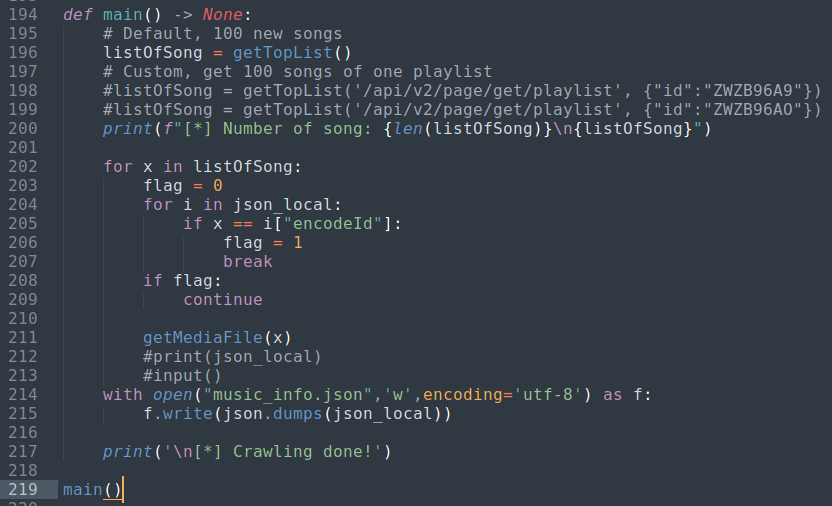 194 def main() -> None:
195     # Default, 100 new songs
196     listOfSong = getTopList()
197     # Custom, get 100 songs of one playlist
198     #listOfSong = getTopList('/api/v2/page/get/playlist', {"id":"ZWZB96A9"})
199     #listOfSong = getTopList('/api/v2/page/get/playlist', {"id":"ZWZB96AO"})
200     print(f"[*] Number of song: {len(listOfSong)}\n{listOfSong}")
201
202     for x in listOfSong:
203         flag = 0
204         for i in json_local:
205             if x == i["encodeId"]:
206                 flag = 1
207                 break
208         if flag:
209             continue
210
211         getMediaFile(x)
212         #print(json_local)
213         #input()
214     with open("music_info.json",'w',encoding='utf-8') as f:
215         f.write(json.dumps(json_local))
216
217     print('\n[*] Crawling done!')
218
219 main()